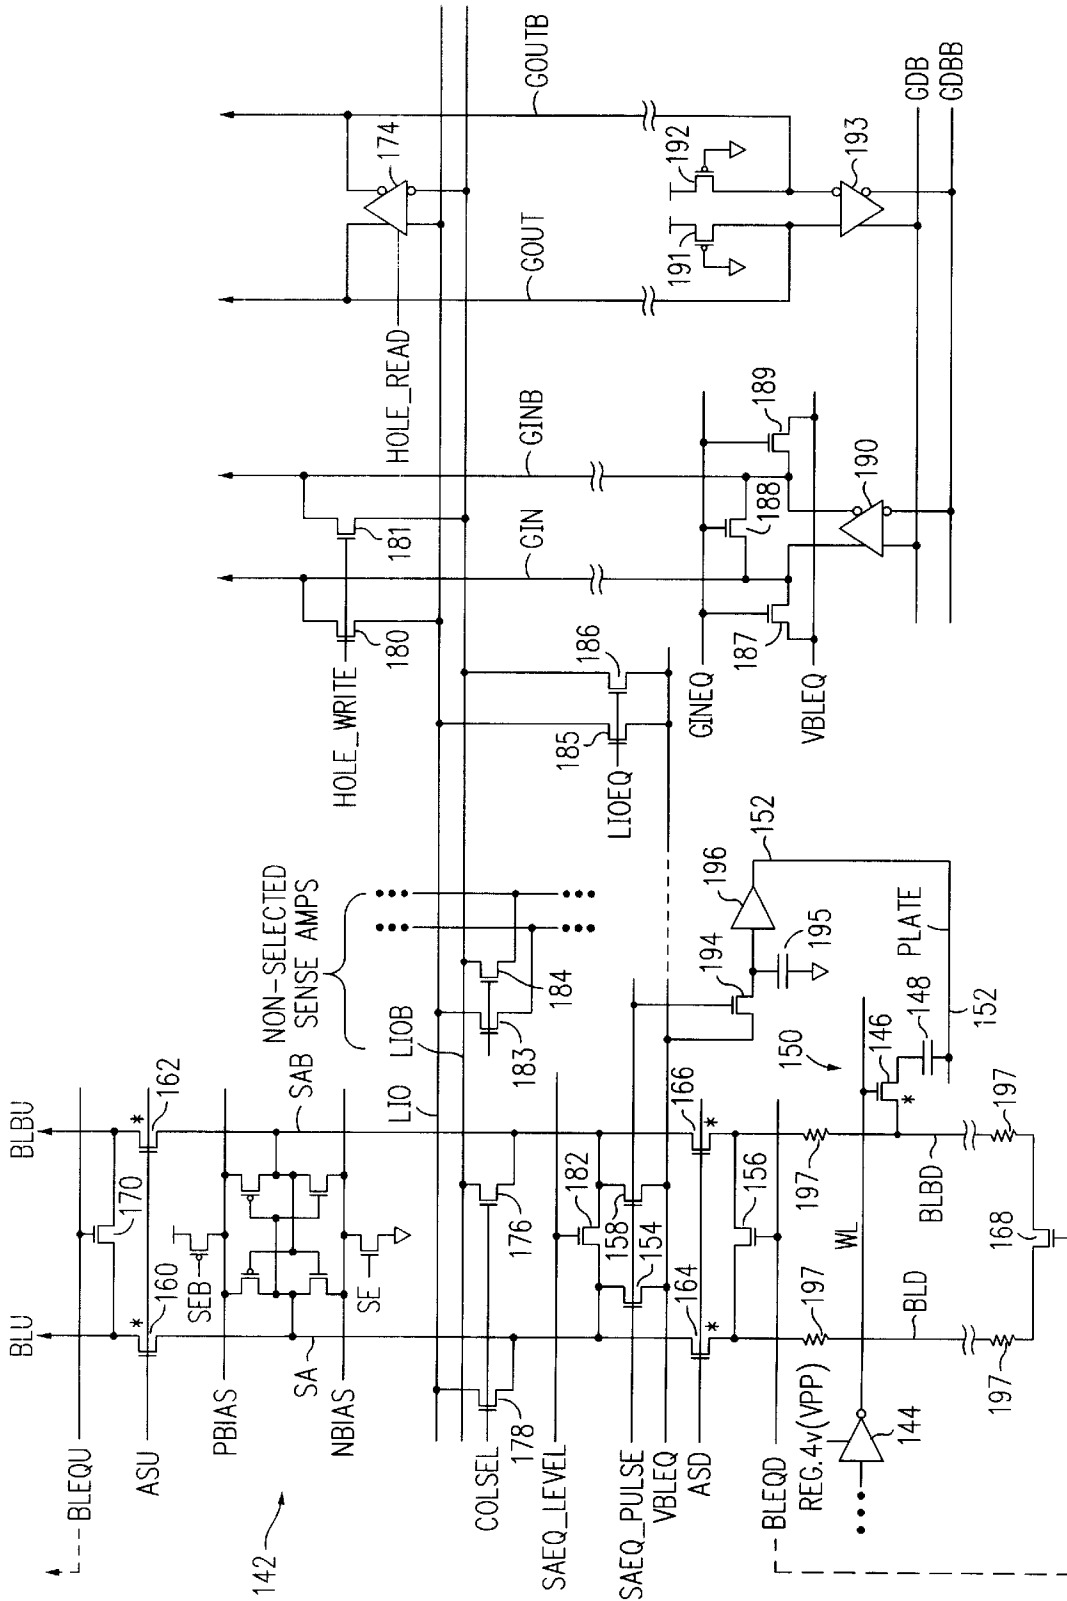 BLU
BLBU
BLEQU
170
162
ASU
160
*
*
SEB
PBIAS
SA
SAB
NBIAS
SE
142
NON-SELECTED
SENSE AMPS
LIO
LIOB
COLSEL
178
176
183
184
SAEQ_LEVEL
182
SAEQ_PULSE
158
154
VBLEQ
164
166
ASD
*
*
BLEQD
156
REG.4v(VPP)
144
WL
197
197
BLD
BLBD
197
197
168
150
146
*
148
152
PLATE
152
194
195
196
HOLE_WRITE
180
181
GIN
GINB
LIOEQ
185
186
GINEQ
187
188
189
VBLEQ
190
HOLE_READ
174
GOUT
GOUTB
191
192
193
GDB
GDBB